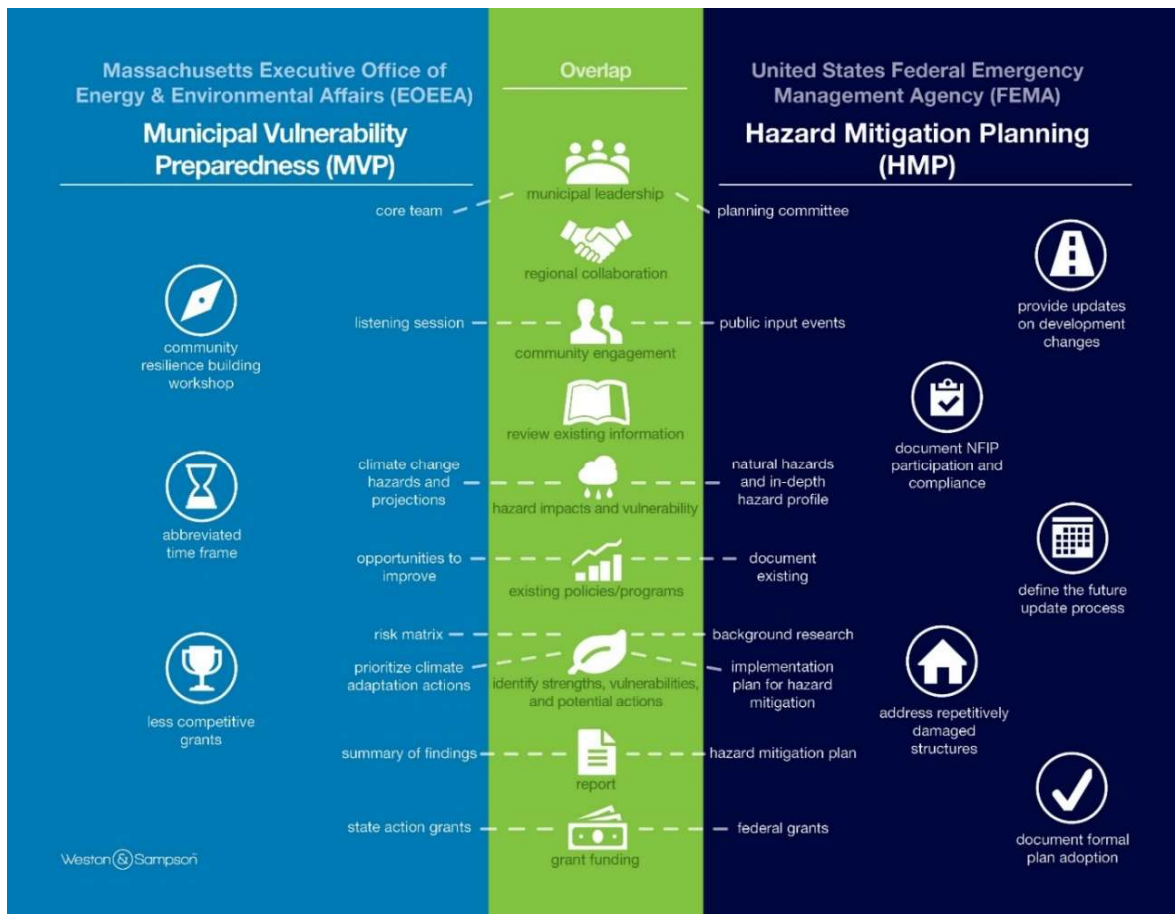 Massachusetts Executive Office of
Energy & Environmental Affairs (EOEEA)
Municipal Vulnerability
Preparedness (MVP)
Overlap
United States Federal Emergency
Management Agency (FEMA)
Hazard Mitigation Planning
(HMP)
core team
municipal leadership
planning committee
regional collaboration
listening session
community engagement
public input events
community
resilience building
workshop
provide updates
on development
changes
review existing information
document NFIP
participation and
compliance
climate change
hazards and
projections
hazard impacts and vulnerability
natural hazards
and in-depth
hazard profile
abbreviated
time frame
opportunities to
improve
existing policies/programs
document
existing
define the future
update process
risk matrix
prioritize climate
adaptation actions
identify strengths, vulnerabilities,
and potential actions
background research
implementation
plan for hazard
mitigation
less competitive
grants
address repetitively
damaged
structures
summary of findings
report
hazard mitigation plan
state action grants
grant funding
federal grants
document formal
plan adoption
Weston & Sampson